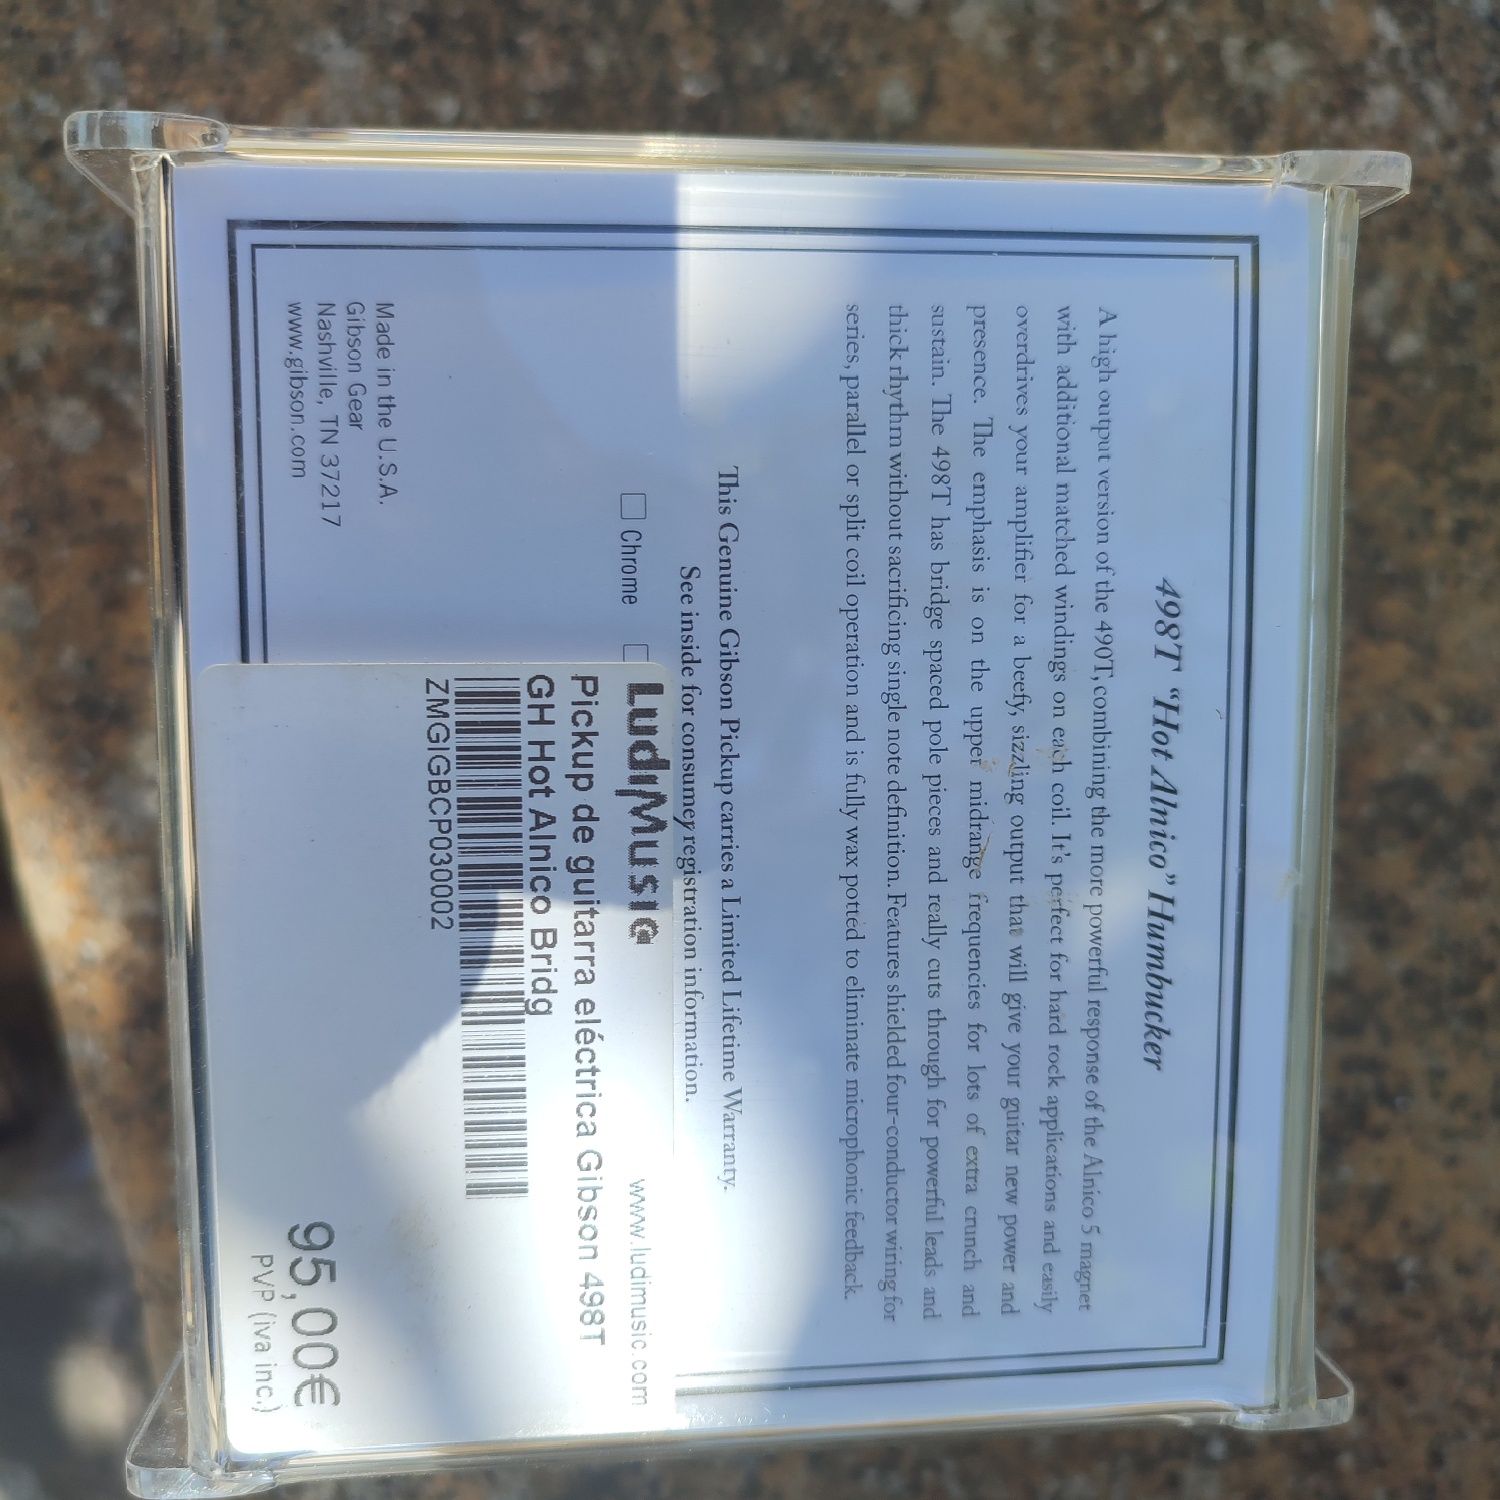 498T "Hot Alnico" Humbucker
A high output version of the 490T, combining the more powerful response of the Alnico 5 magnet
with additional matched windings on each coil. It's perfect for hard rock applications and easily
overdrives your amplifier for a beefy, sizzling output that will give your guitar new power and
presence. The emphasis is on the upper midrange frequencies for lots of extra crunch and
sustain. The 498T has bridge spaced pole pieces and really cuts through for powerful leads and
thick rhythm without sacrificing single note definition. Features shielded four-conductor wiring for
series, parallel or split coil operation and is fully wax potted to eliminate microphonic feedback.
This Genuine Gibson Pickup carries a Limited Lifetime Warranty.
See inside for consumer registration information.
Chrome
Made in the U.S.A.
Gibson Gear
Nashville, TN 37217
www.gibson.com
LudiMusic www.ludimusic.com
Pickup de guitarra eléctrica Gibson 498T
GH Hot Alnico Bridg
ZMGIGBCP030002
95,00€
PVP (iva inc.)